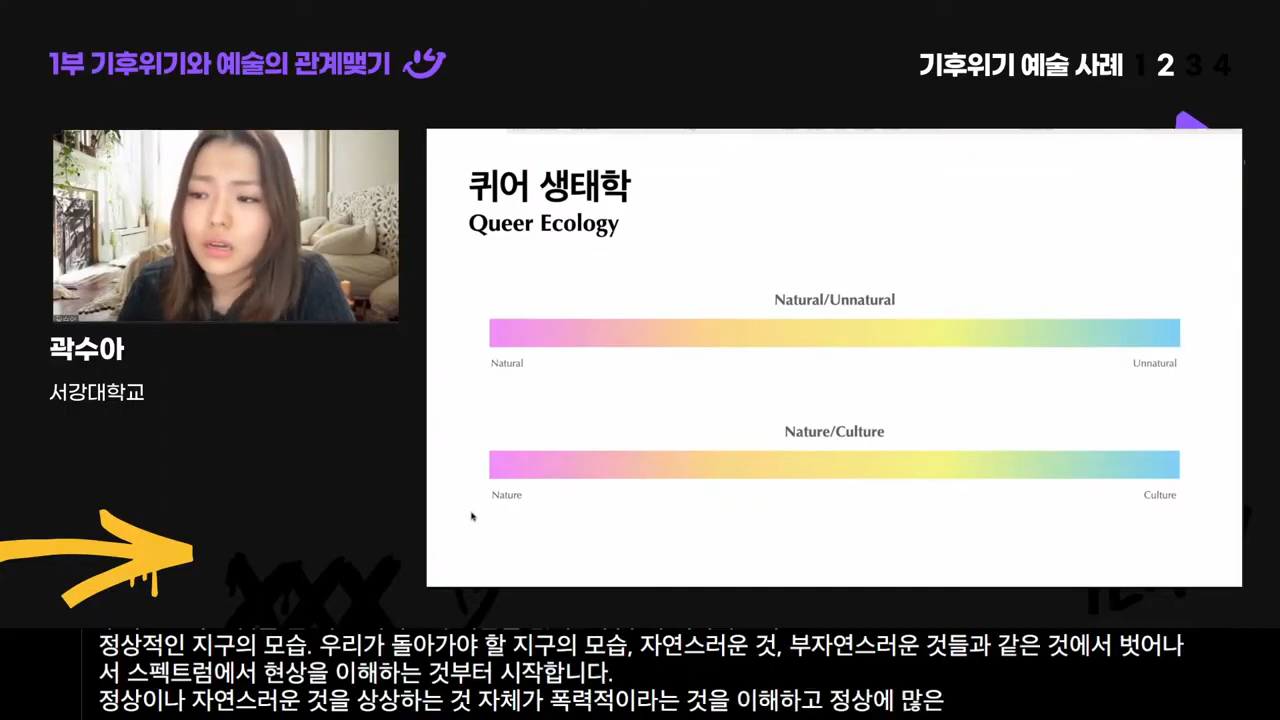 1부 기후위기와 예술의 관계맺기
기후위기 예술 사례 1 2 3 4
퀴어 생태학
Queer Ecology
Natural/Unnatural
Natural
Unnatural
Nature/Culture
Nature
Culture
곽수아
서강대학교
정상적인 지구의 모습. 우리가 돌아가야 할 지구의 모습, 자연스러운 것, 부자연스러운 것들과 같은 것에서 벗어나
서 스펙트럼에서 현상을 이해하는 것부터 시작합니다.
정상이나 자연스러운 것을 상상하는 것 자체가 폭력적이라는 것을 이해하고 정상에 많은